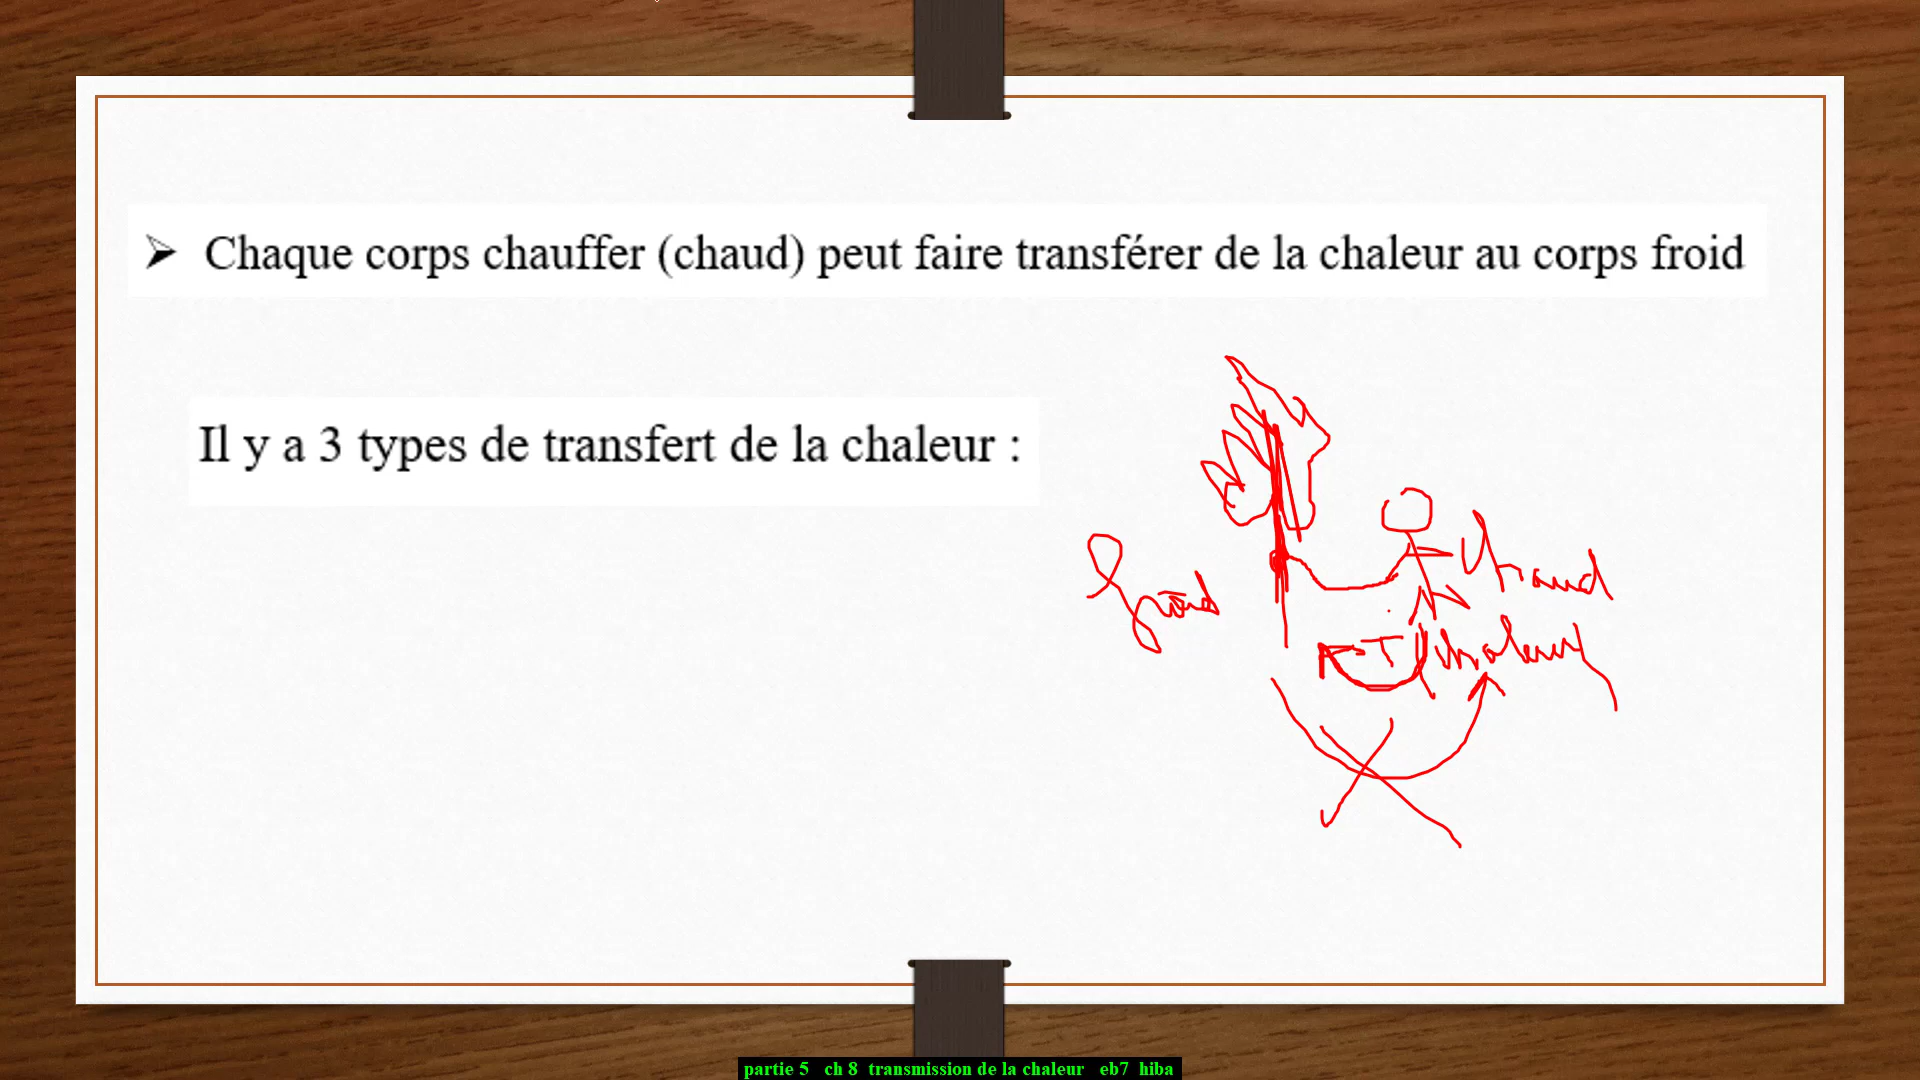 ➢ Chaque corps chauffer (chaud) peut faire transférer de la chaleur au corps froid
Il y a 3 types de transfert de la chaleur :
froid
chaud
chaleur
partie 5 ch 8 transmission de la chaleur eb7 hiba